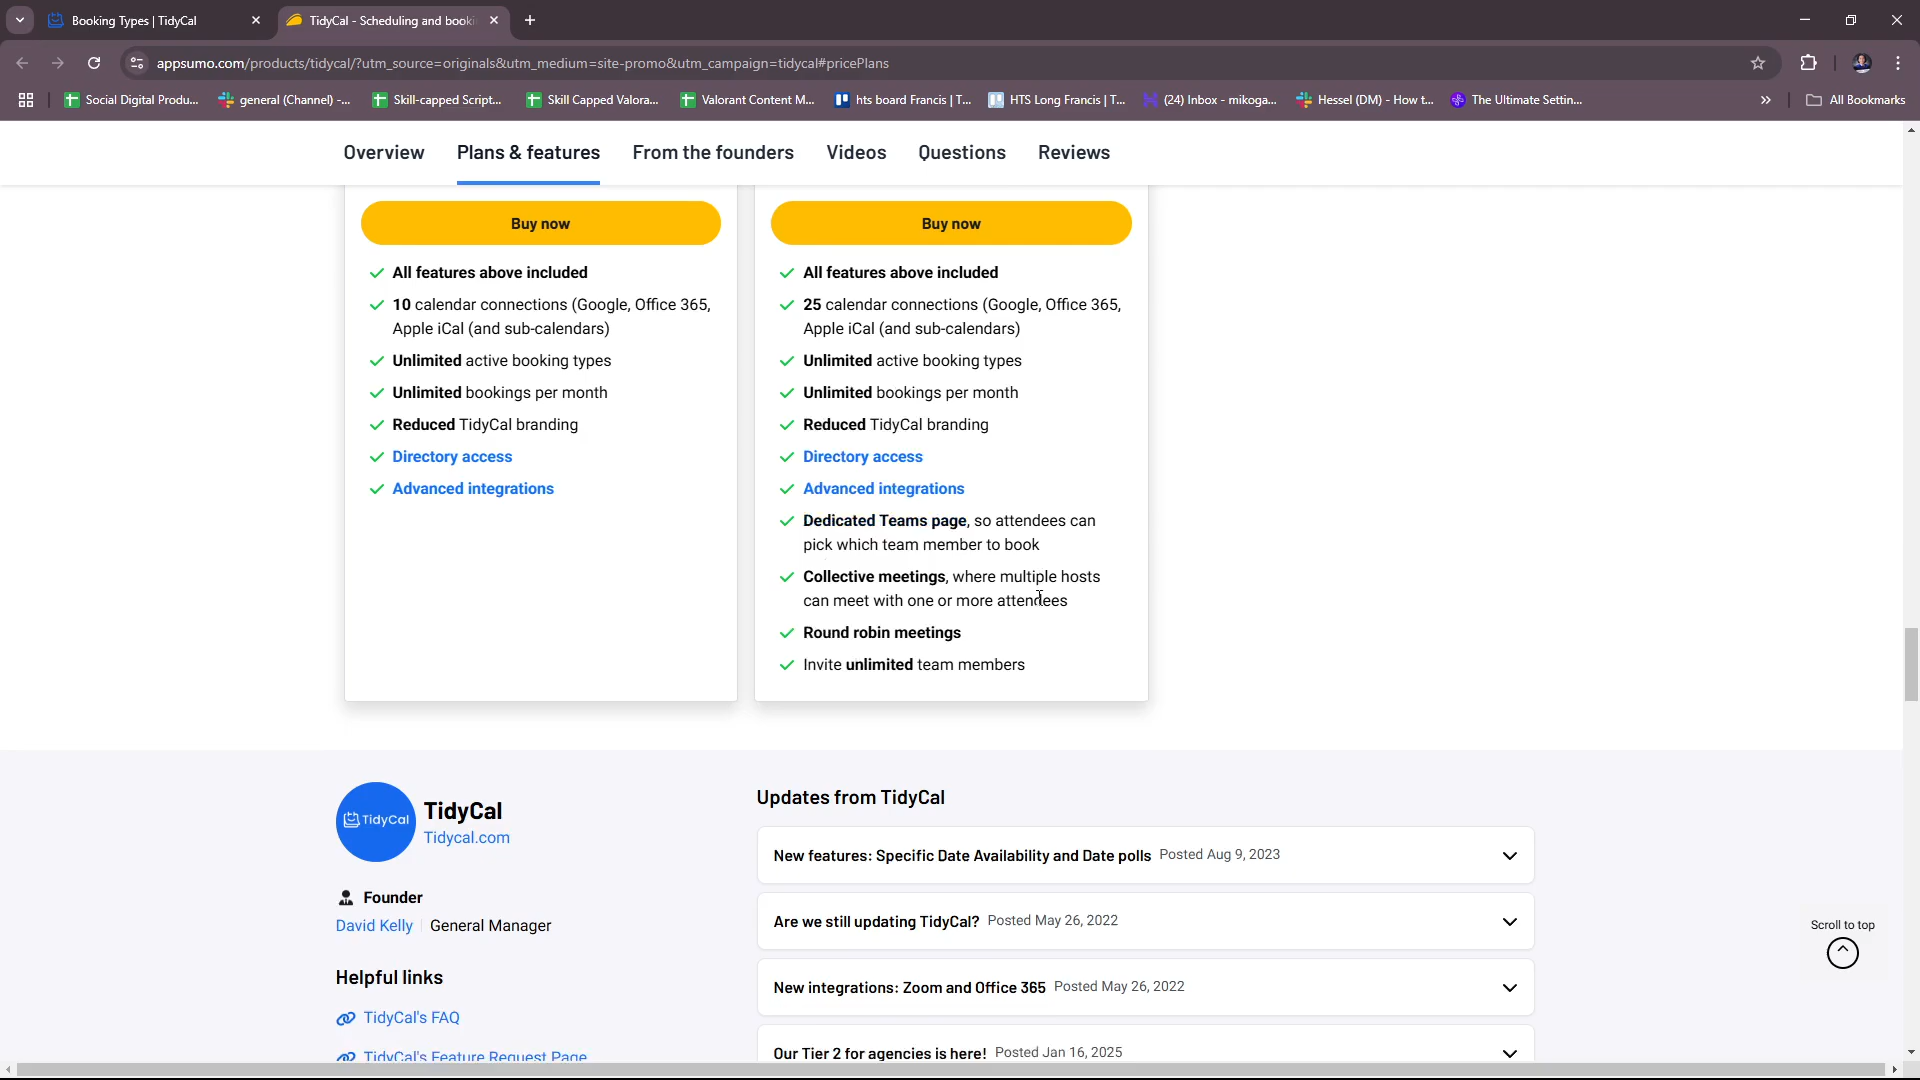 Booking Types | TidyCal
TidyCal - Scheduling and booki
appsumo.com/products/tidycal/?utm_source=originals&utm_medium=site-promo&utm_campaign=tidycal#pricePlans
Social Digital Produ...
general (Channel) -...
Skill-capped Script...
Skill Capped Valora...
Valorant Content M...
hts board Francis | T...
HTS Long Francis | T...
(24) Inbox - mikoga...
Hessel (DM) - How t...
The Ultimate Settin...
All Bookmarks
Overview
Plans & features
From the founders
Videos
Questions
Reviews
Buy now
All features above included
10 calendar connections (Google, Office 365,
Apple iCal (and sub-calendars)
Unlimited active booking types
Unlimited bookings per month
Reduced TidyCal branding
Directory access
Advanced integrations
Buy now
All features above included
25 calendar connections (Google, Office 365,
Apple iCal (and sub-calendars)
Unlimited active booking types
Unlimited bookings per month
Reduced TidyCal branding
Directory access
Advanced integrations
Dedicated Teams page, so attendees can
pick which team member to book
Collective meetings, where multiple hosts
can meet with one or more attendees
Round robin meetings
Invite unlimited team members
TidyCal
TidyCal
Tidycal.com
Founder
David Kelly | General Manager
Helpful links
TidyCal's FAQ
TidyCal's Feature Request Page
Updates from TidyCal
New features: Specific Date Availability and Date polls Posted Aug 9, 2023
Are we still updating TidyCal? Posted May 26, 2022
New integrations: Zoom and Office 365 Posted May 26, 2022
Our Tier 2 for agencies is here! Posted Jan 16, 2025
Scroll to top